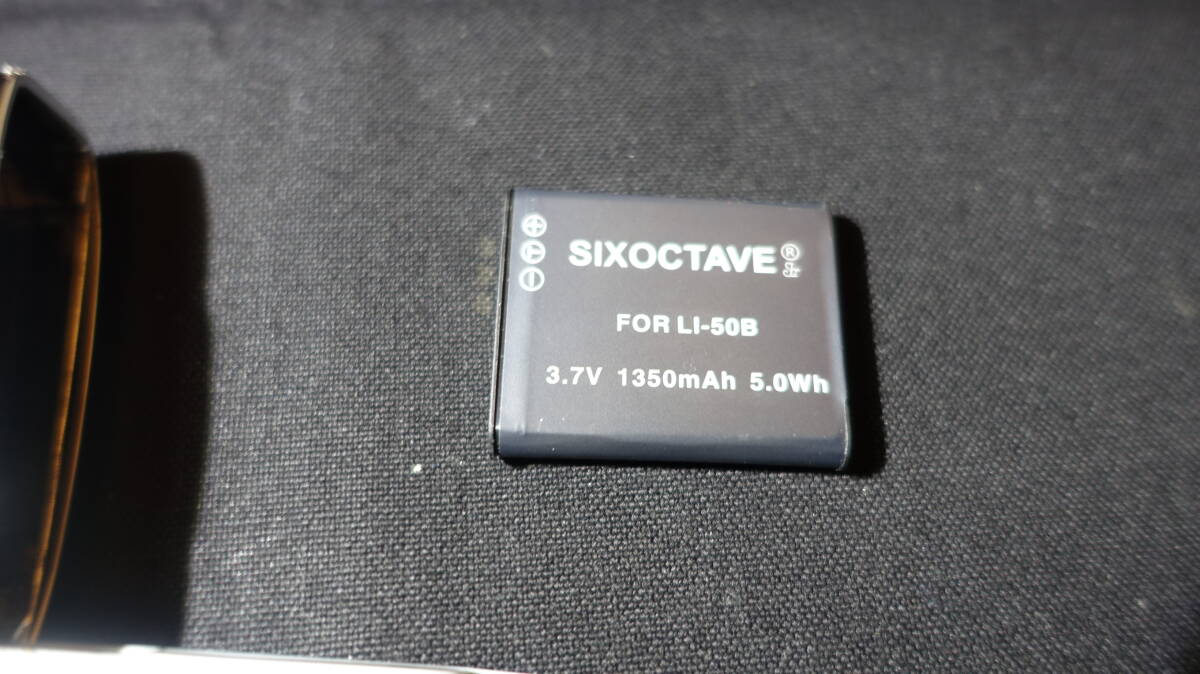 SIXOCTAVE®
FOR LI-50B
3.7V 1350mAh 5.0Wh